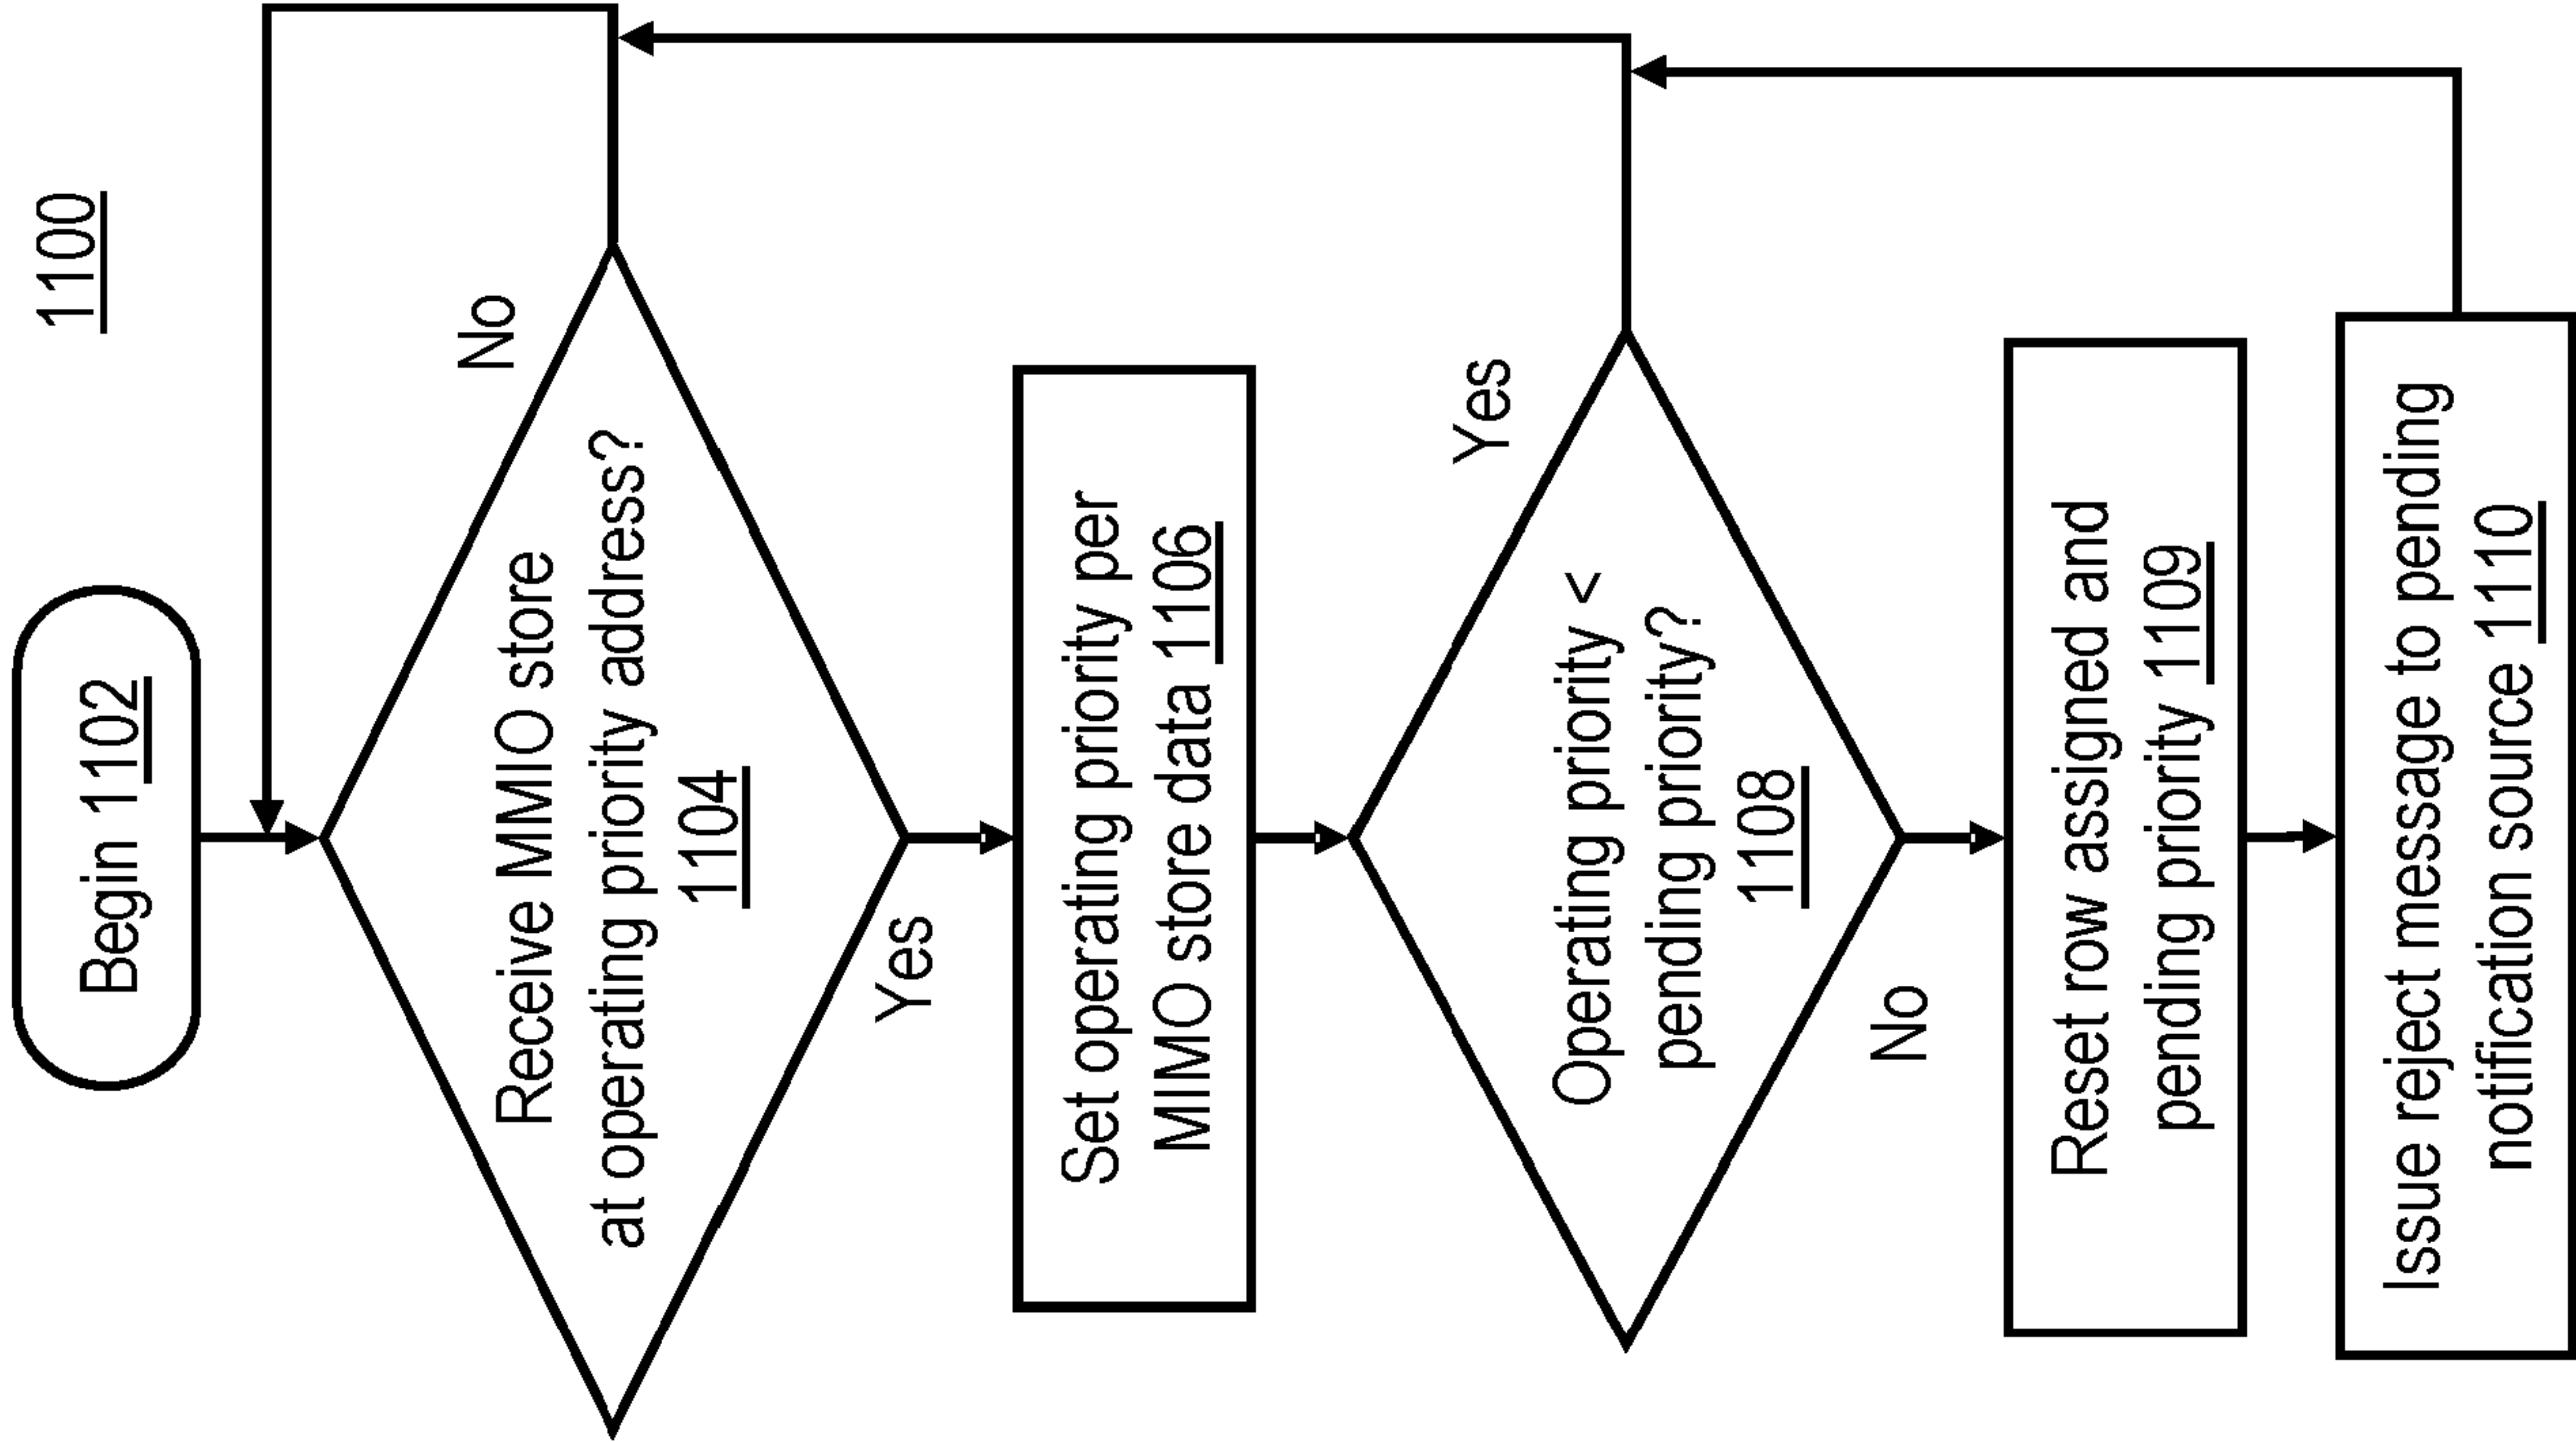 1100
Begin 1102
Receive MMIO store
at operating priority address?
1104
No
Yes
Set operating priority per
MIMO store data 1106
Operating priority <
pending priority?
1108
Yes
No
Reset row assigned and
pending priority 1109
Issue reject message to pending
notification source 1110